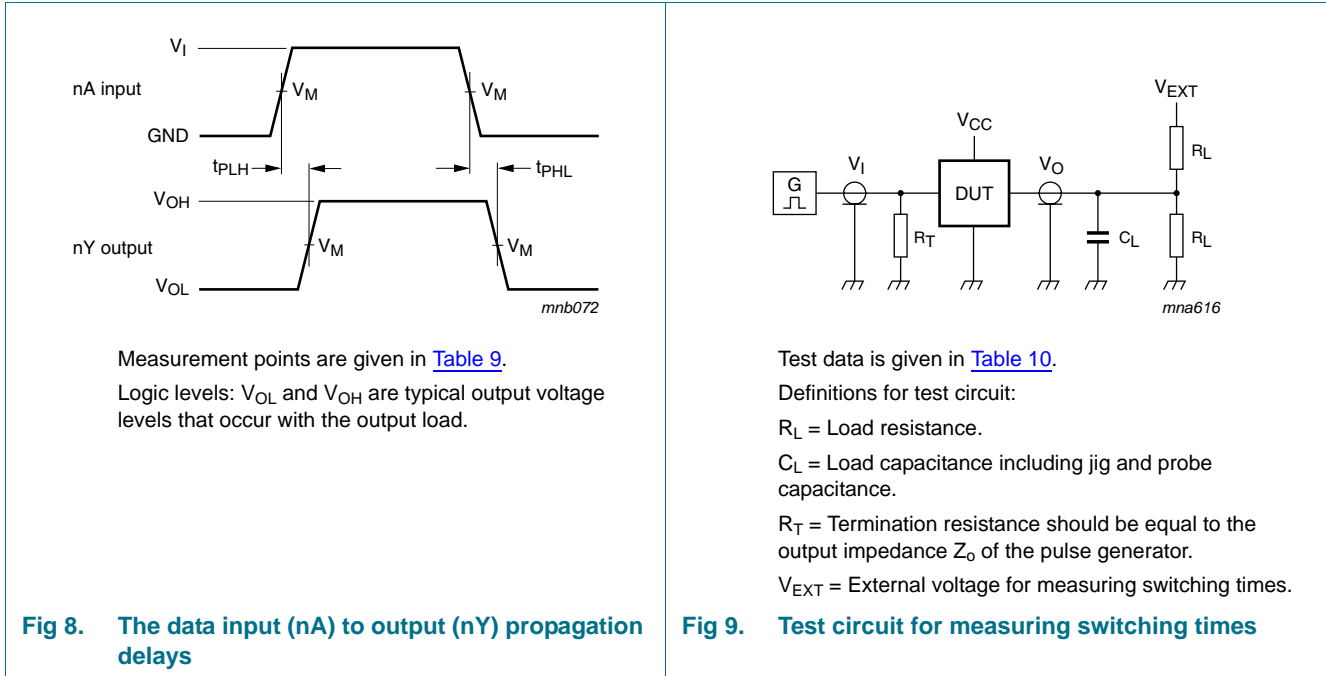 V_I
nA input
V_M
V_M
GND
t_PLH
t_PHL
V_OH
nY output
V_M
V_M
V_OL
mnb072
Measurement points are given in Table 9.
Logic levels: V_OL and V_OH are typical output voltage
levels that occur with the output load.
Fig 8. The data input (nA) to output (nY) propagation
delays
V_EXT
V_CC
R_L
V_I
V_O
G
DUT
R_T
C_L
R_L
mna616
Test data is given in Table 10.
Definitions for test circuit:
R_L = Load resistance.
C_L = Load capacitance including jig and probe
capacitance.
R_T = Termination resistance should be equal to the
output impedance Z_o of the pulse generator.
V_EXT = External voltage for measuring switching times.
Fig 9. Test circuit for measuring switching times